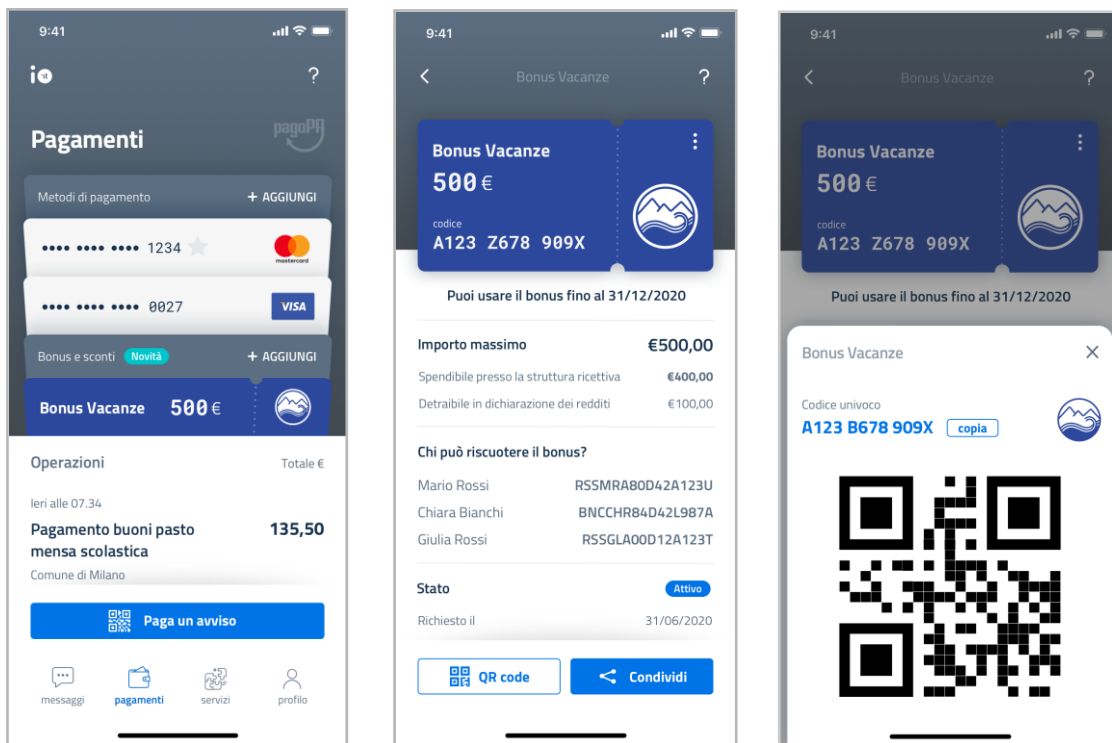 9:41
io
?
Pagamenti
pagoPA
Metodi di pagamento + AGGIUNGI
•••• •••• •••• 1234
mastercard
•••• •••• •••• 0027 VISA
Bonus e sconti Novità + AGGIUNGI
Bonus Vacanze 500 €
Operazioni Totale €
Ieri alle 07.34
Pagamento buoni pasto 135,50
mensa scolastica
Comune di Milano
Paga un avviso
messaggi pagamenti servizi profilo
9:41
Bonus Vacanze ?
Bonus Vacanze
500 €
codice
A123 Z678 909X
Puoi usare il bonus fino al 31/12/2020
Importo massimo €500,00
Spendibile presso la struttura ricettiva €400,00
Detraibile in dichiarazione dei redditi €100,00
Chi può riscuotere il bonus?
Mario Rossi RSSMRA80D42A123U
Chiara Bianchi BNCCHR84D42L987A
Giulia Rossi RSSGLA00D12A123T
Stato Attivo
Richiesto il 31/06/2020
QR code Condividi
9:41
Bonus Vacanze ?
Bonus Vacanze
500 €
codice
A123 Z678 909X
Puoi usare il bonus fino al 31/12/2020
Bonus Vacanze
Codice univoco
A123 B678 909X copia